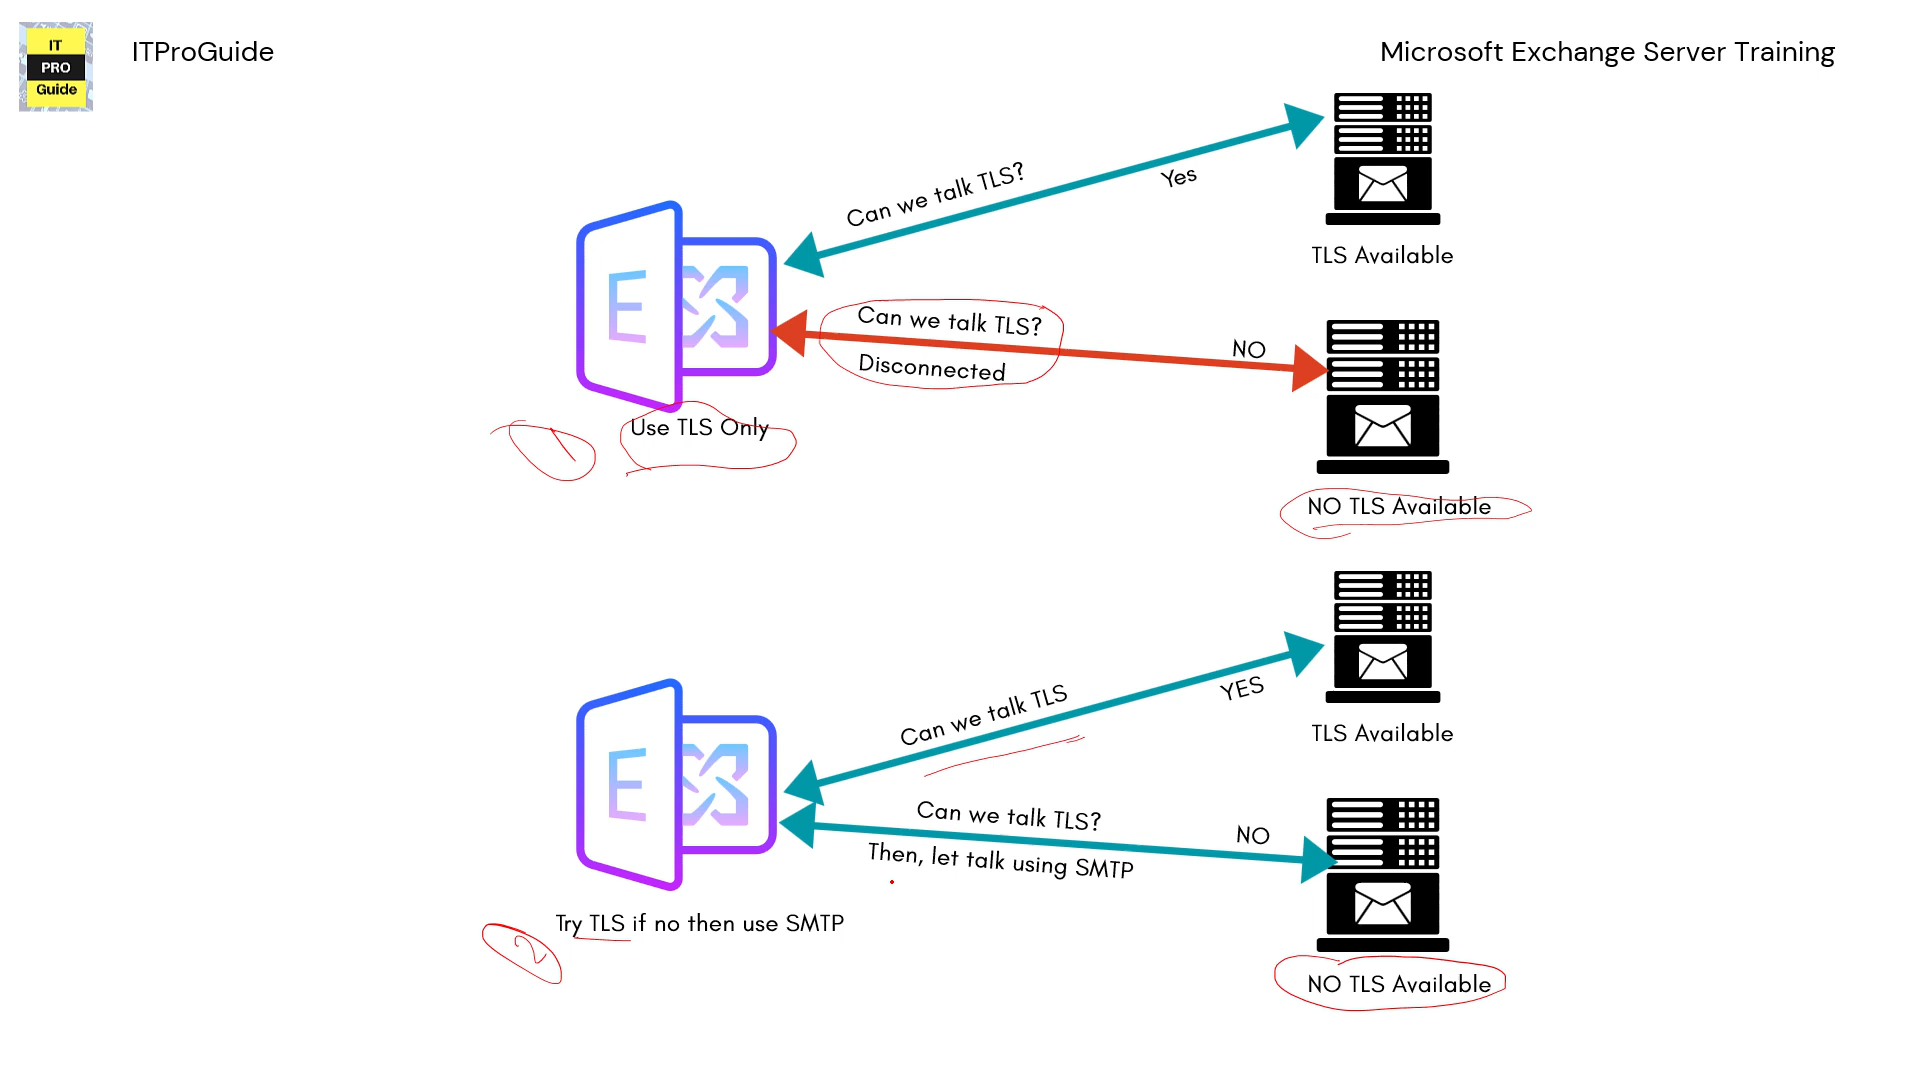 IT
PRO
Guide
ITProGuide
Microsoft Exchange Server Training
Can we talk TLS?
Yes
TLS Available
E
Can we talk TLS?
NO
Disconnected
Use TLS Only
1
NO TLS Available
Can we talk TLS
YES
TLS Available
E
Can we talk TLS?
NO
Then, let talk using SMTP
Try TLS if no then use SMTP
2
NO TLS Available